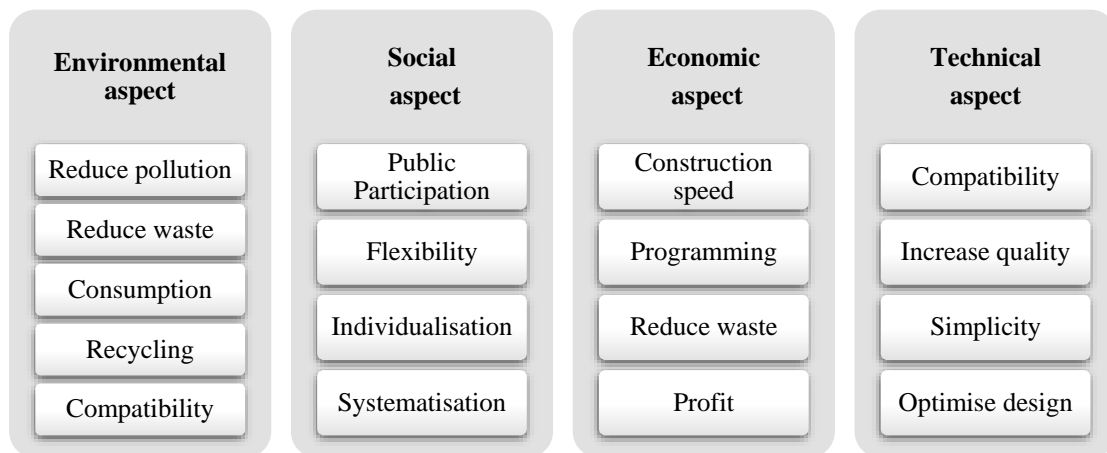 Environmental
aspect
Reduce pollution
Reduce waste
Consumption
Recycling
Compatibility
Social
aspect
Public
Participation
Flexibility
Individualisation
Systematisation
Economic
aspect
Construction
speed
Programming
Reduce waste
Profit
Technical
aspect
Compatibility
Increase quality
Simplicity
Optimise design